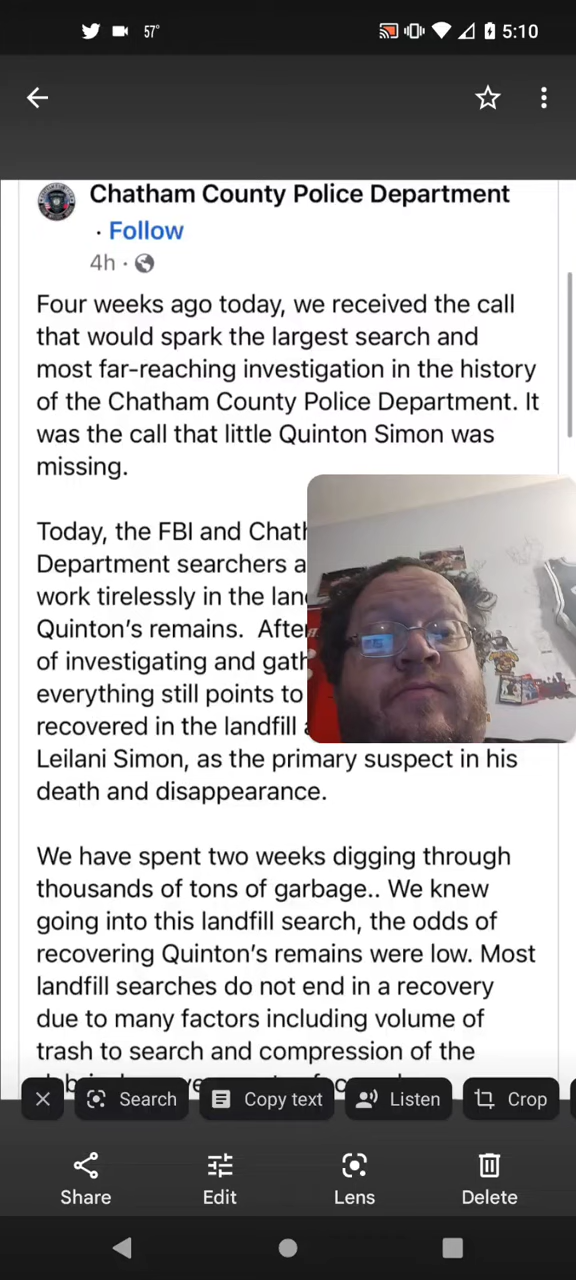 57°
5:10
Chatham County Police Department
· Follow
4h ·
Four weeks ago today, we received the call
that would spark the largest search and
most far-reaching investigation in the history
of the Chatham County Police Department. It
was the call that little Quinton Simon was
missing.
Today, the FBI and Chath
Department searchers a
work tirelessly in the lan
Quinton's remains. After
of investigating and gath
everything still points to
recovered in the landfill a
Leilani Simon, as the primary suspect in his
death and disappearance.
We have spent two weeks digging through
thousands of tons of garbage.. We knew
going into this landfill search, the odds of
recovering Quinton's remains were low. Most
landfill searches do not end in a recovery
due to many factors including volume of
trash to search and compression of the
Search
Copy text
Listen
Crop
Share
Edit
Lens
Delete